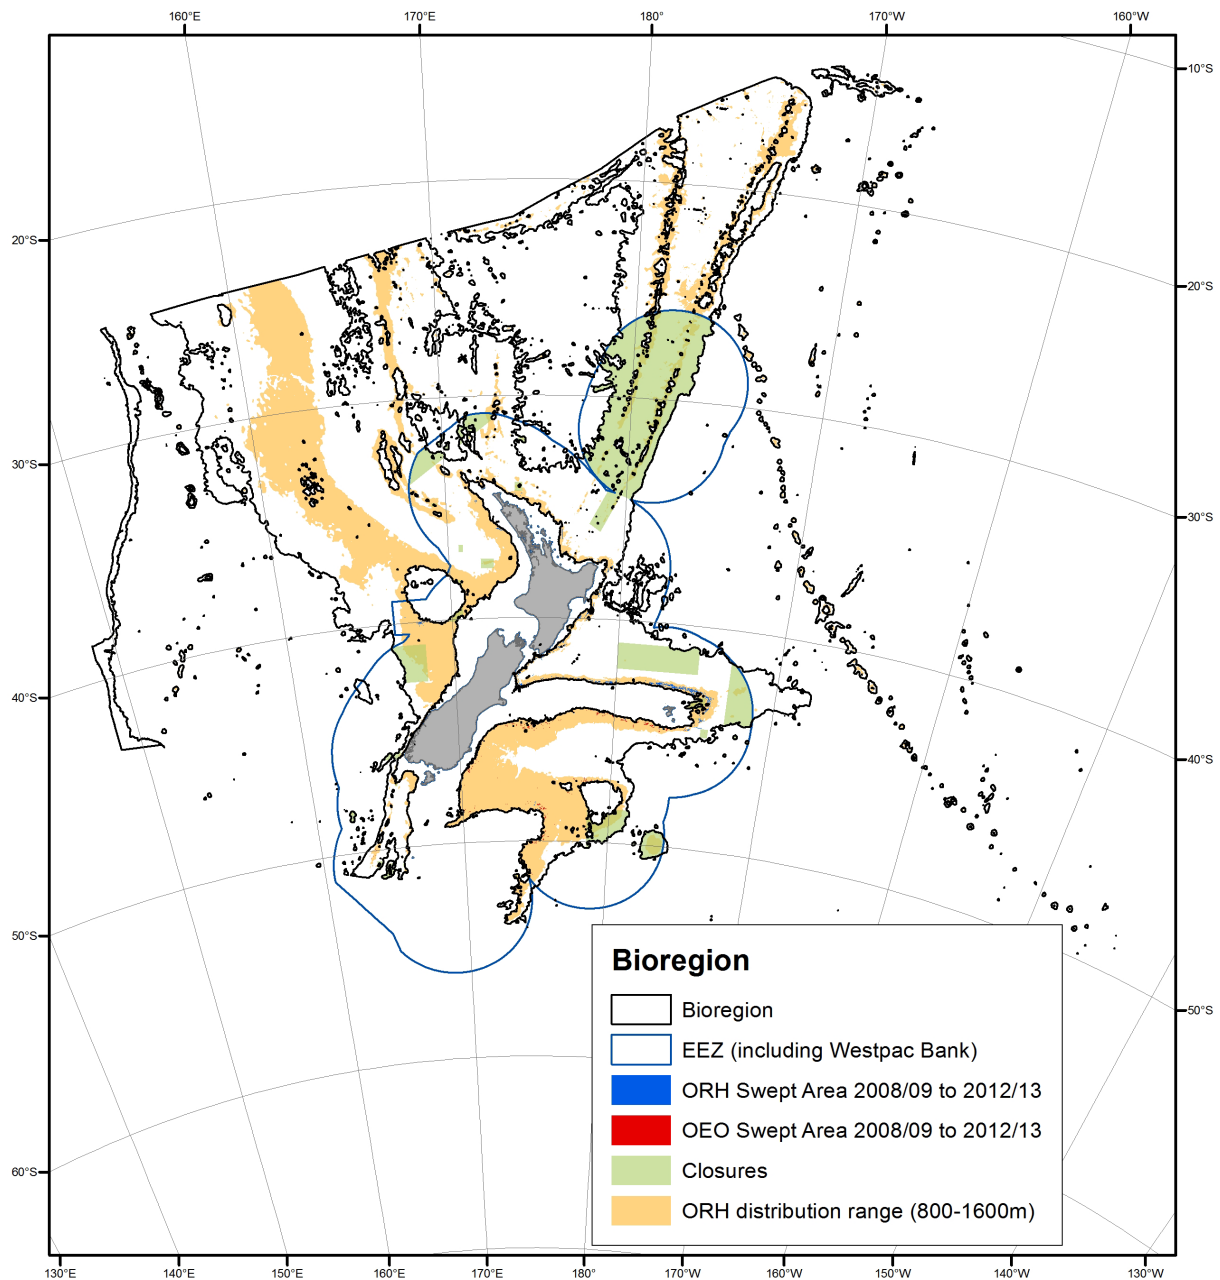 160°E 170°E 180° 170°W 160°W
10°S
20°S
20°S
30°S
30°S
40°S
40°S
50°S
Bioregion
Bioregion
50°S
EEZ (including Westpac Bank)
ORH Swept Area 2008/09 to 2012/13
OEO Swept Area 2008/09 to 2012/13
60°S
Closures
ORH distribution range (800-1600m)
130°E 140°E 150°E 160°E 170°E 180° 170°W 160°W 150°W 140°W 130°W